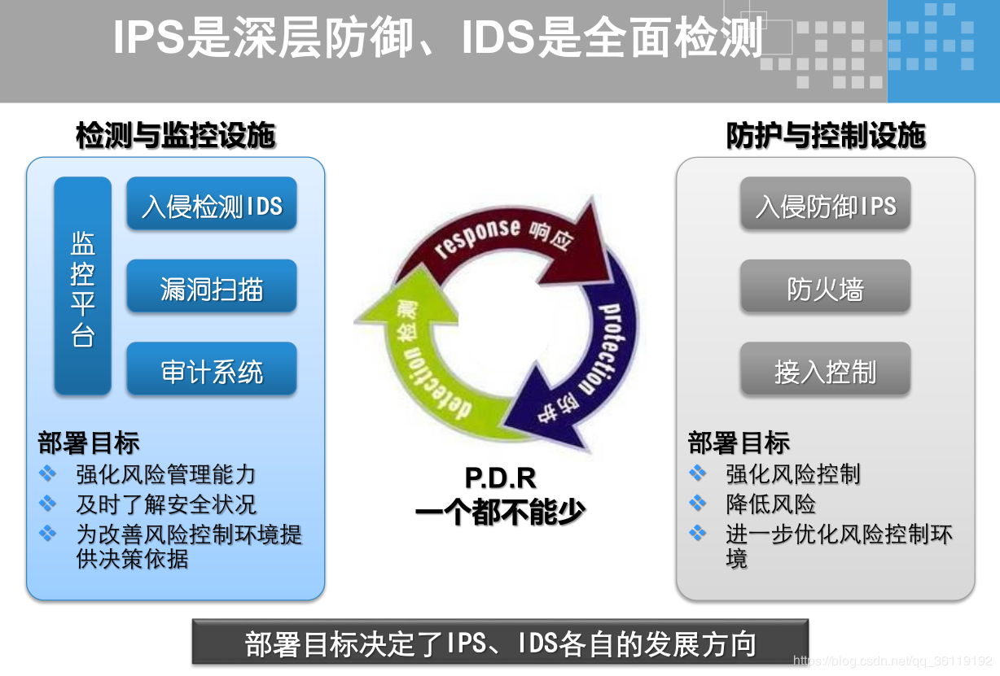 IPS是深层防御、IDS是全面检测
检测与监控设施
监控平台
入侵检测IDS
漏洞扫描
审计系统
部署目标
强化风险管理能力
及时了解安全状况
为改善风险控制环境提
供决策依据
response 响应
protection 防护
detection 检测
P.D.R
一个都不能少
防护与控制设施
入侵防御IPS
防火墙
接入控制
部署目标
强化风险控制
降低风险
进一步优化风险控制环
境
部署目标决定了IPS、IDS各自的发展方向
https://blog.csdn.net/qq_36119192